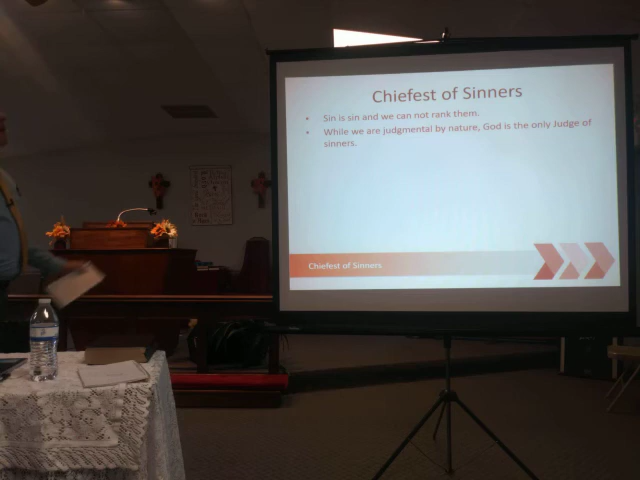 Chiefest of Sinners
• Sin is sin and we can not rank them.
• While we are judgmental by nature, God is the only Judge of
sinners.
Chiefest of Sinners